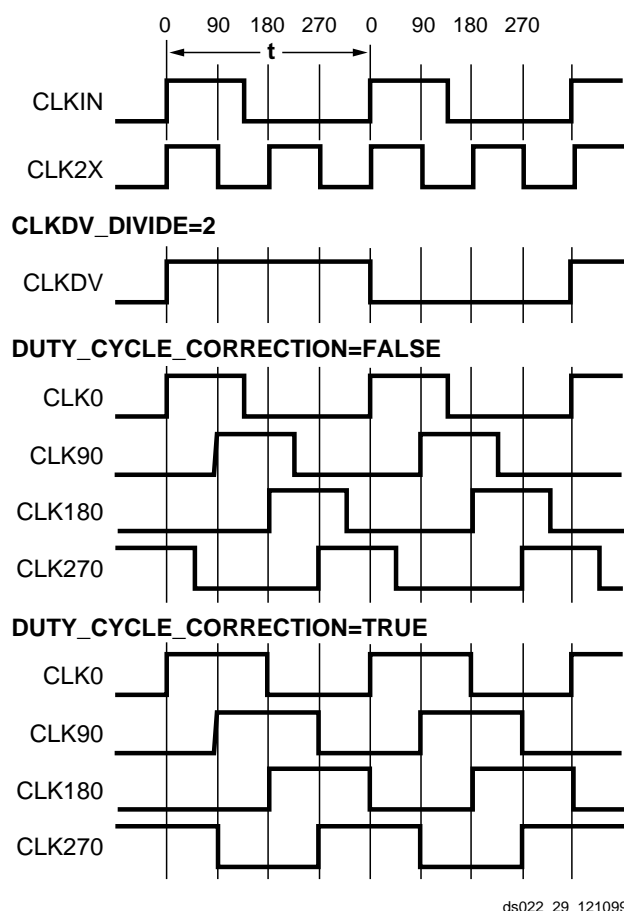 0 90 180 270 0 90 180 270
t
CLKIN
CLK2X
CLKDV_DIVIDE=2
CLKDV
DUTY_CYCLE_CORRECTION=FALSE
CLK0
CLK90
CLK180
CLK270
DUTY_CYCLE_CORRECTION=TRUE
CLK0
CLK90
CLK180
CLK270
ds022_29_121099